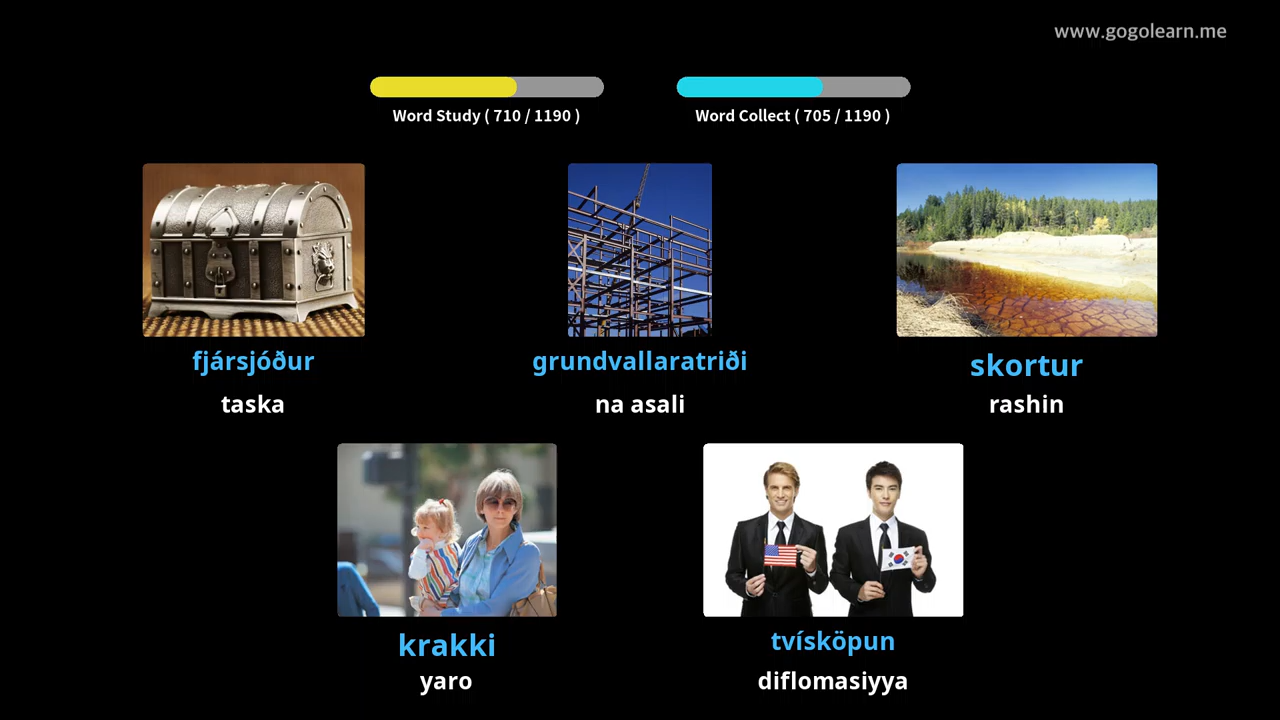 www.gogolearn.me
Word Study ( 710 / 1190 )
Word Collect ( 705 / 1190 )
fjársjóður
taska
grundvallaratriði
na asali
skortur
rashin
krakki
yaro
tvísköpun
diflomasiyya